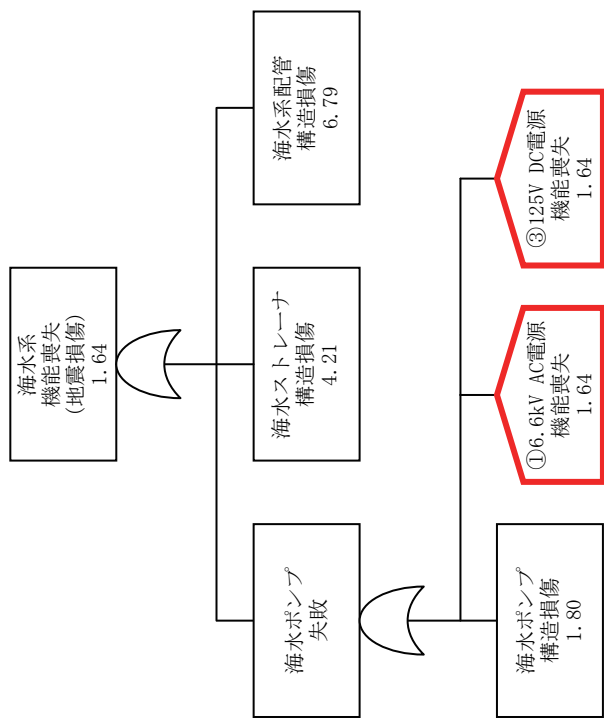 海水系
機能喪失
(地震損傷)
1.64
海水ポンプ
失敗
海水ストレーナ
構造損傷
4.21
海水系配管
構造損傷
6.79
海水ポンプ
構造損傷
1.80
①6.6kV AC電源
機能喪失
1.64
③125V DC電源
機能喪失
1.64